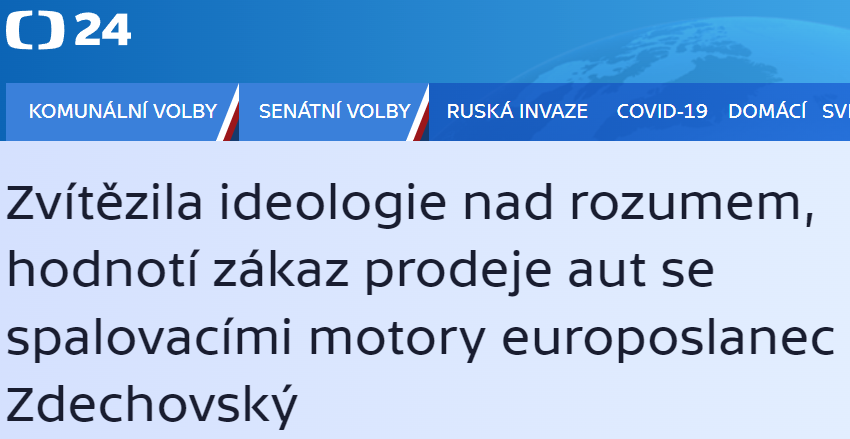 24
KOMUNÁLNÍ VOLBY SENÁTNÍ VOLBY RUSKÁ INVAZE COVID-19 DOMÁCÍ
Zvítězila ideologie nad rozumem,
hodnotí zákaz prodeje aut se
spalovacími motory europoslanec
Zdechovský